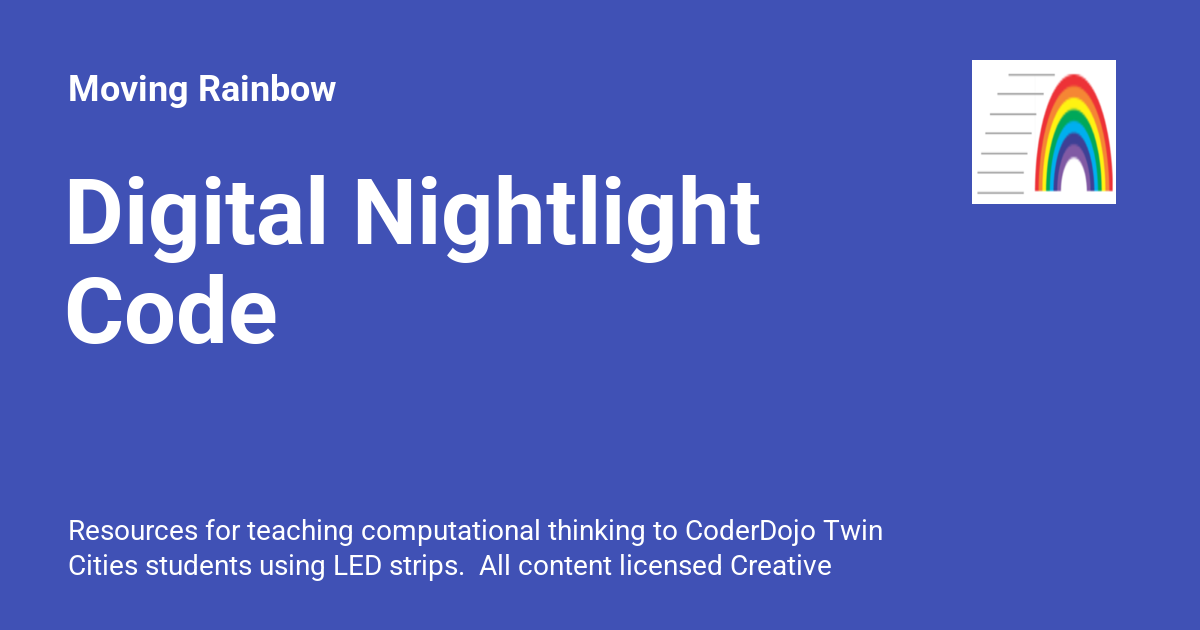 Moving Rainbow
Digital Nightlight
Code
Resources for teaching computational thinking to CoderDojo Twin
Cities students using LED strips.  All content licensed Creative